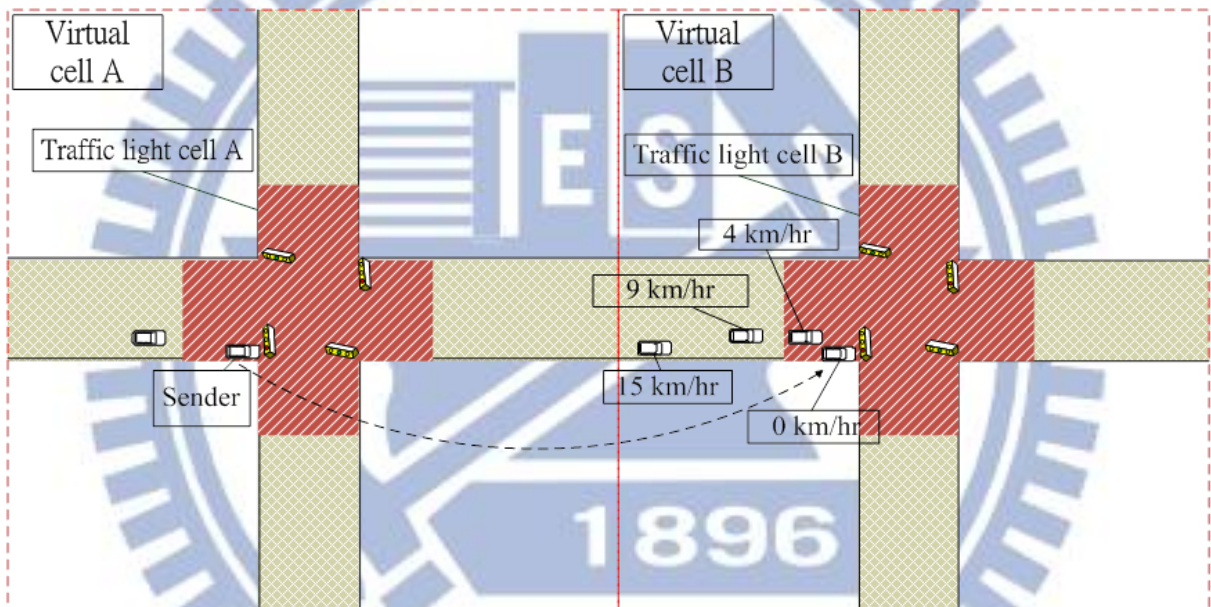 Virtual
cell A
Virtual
cell B
Traffic light cell A
Traffic light cell B
4 km/hr
9 km/hr
15 km/hr
Sender
0 km/hr
E S
1896